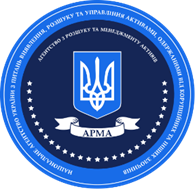 НАЦІОНАЛЬНЕ АГЕНТСТВО УКРАЇНИ З ПИТАНЬ ВИЯВЛЕННЯ, РОЗШУКУ ТА УПРАВЛІННЯ АКТИВАМИ, ОДЕРЖАНИМИ ВІД КОРУПЦІЙНИХ ТА ІНШИХ ЗЛОЧИНІВ
АГЕНТСТВО З РОЗШУКУ ТА МЕНЕДЖМЕНТУ АКТИВІВ
АРМА